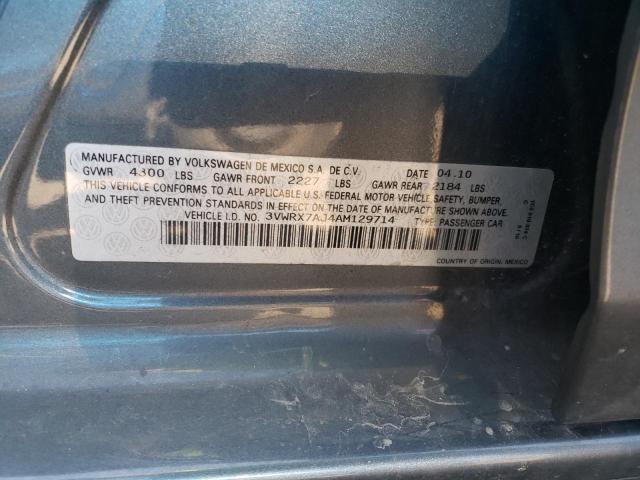 MANUFACTURED BY VOLKSWAGEN DE MEXICO S.A. DE C.V. DATE 04.10
GVWR 4300 LBS GAWR FRONT 2227 LBS GAWR REAR 2184 LBS
THIS VEHICLE CONFORMS TO ALL APPLICABLE U.S. FEDERAL MOTOR VEHICLE SAFETY, BUMPER,
AND THEFT PREVENTION STANDARDS IN EFFECT ON THE DATE OF MANUFACTURE SHOWN ABOVE.
VEHICLE I.D. NO. 3VWRX7AJ4AM129714 TYPE: PASSENGER CAR
COUNTRY OF ORIGIN, MEXICO